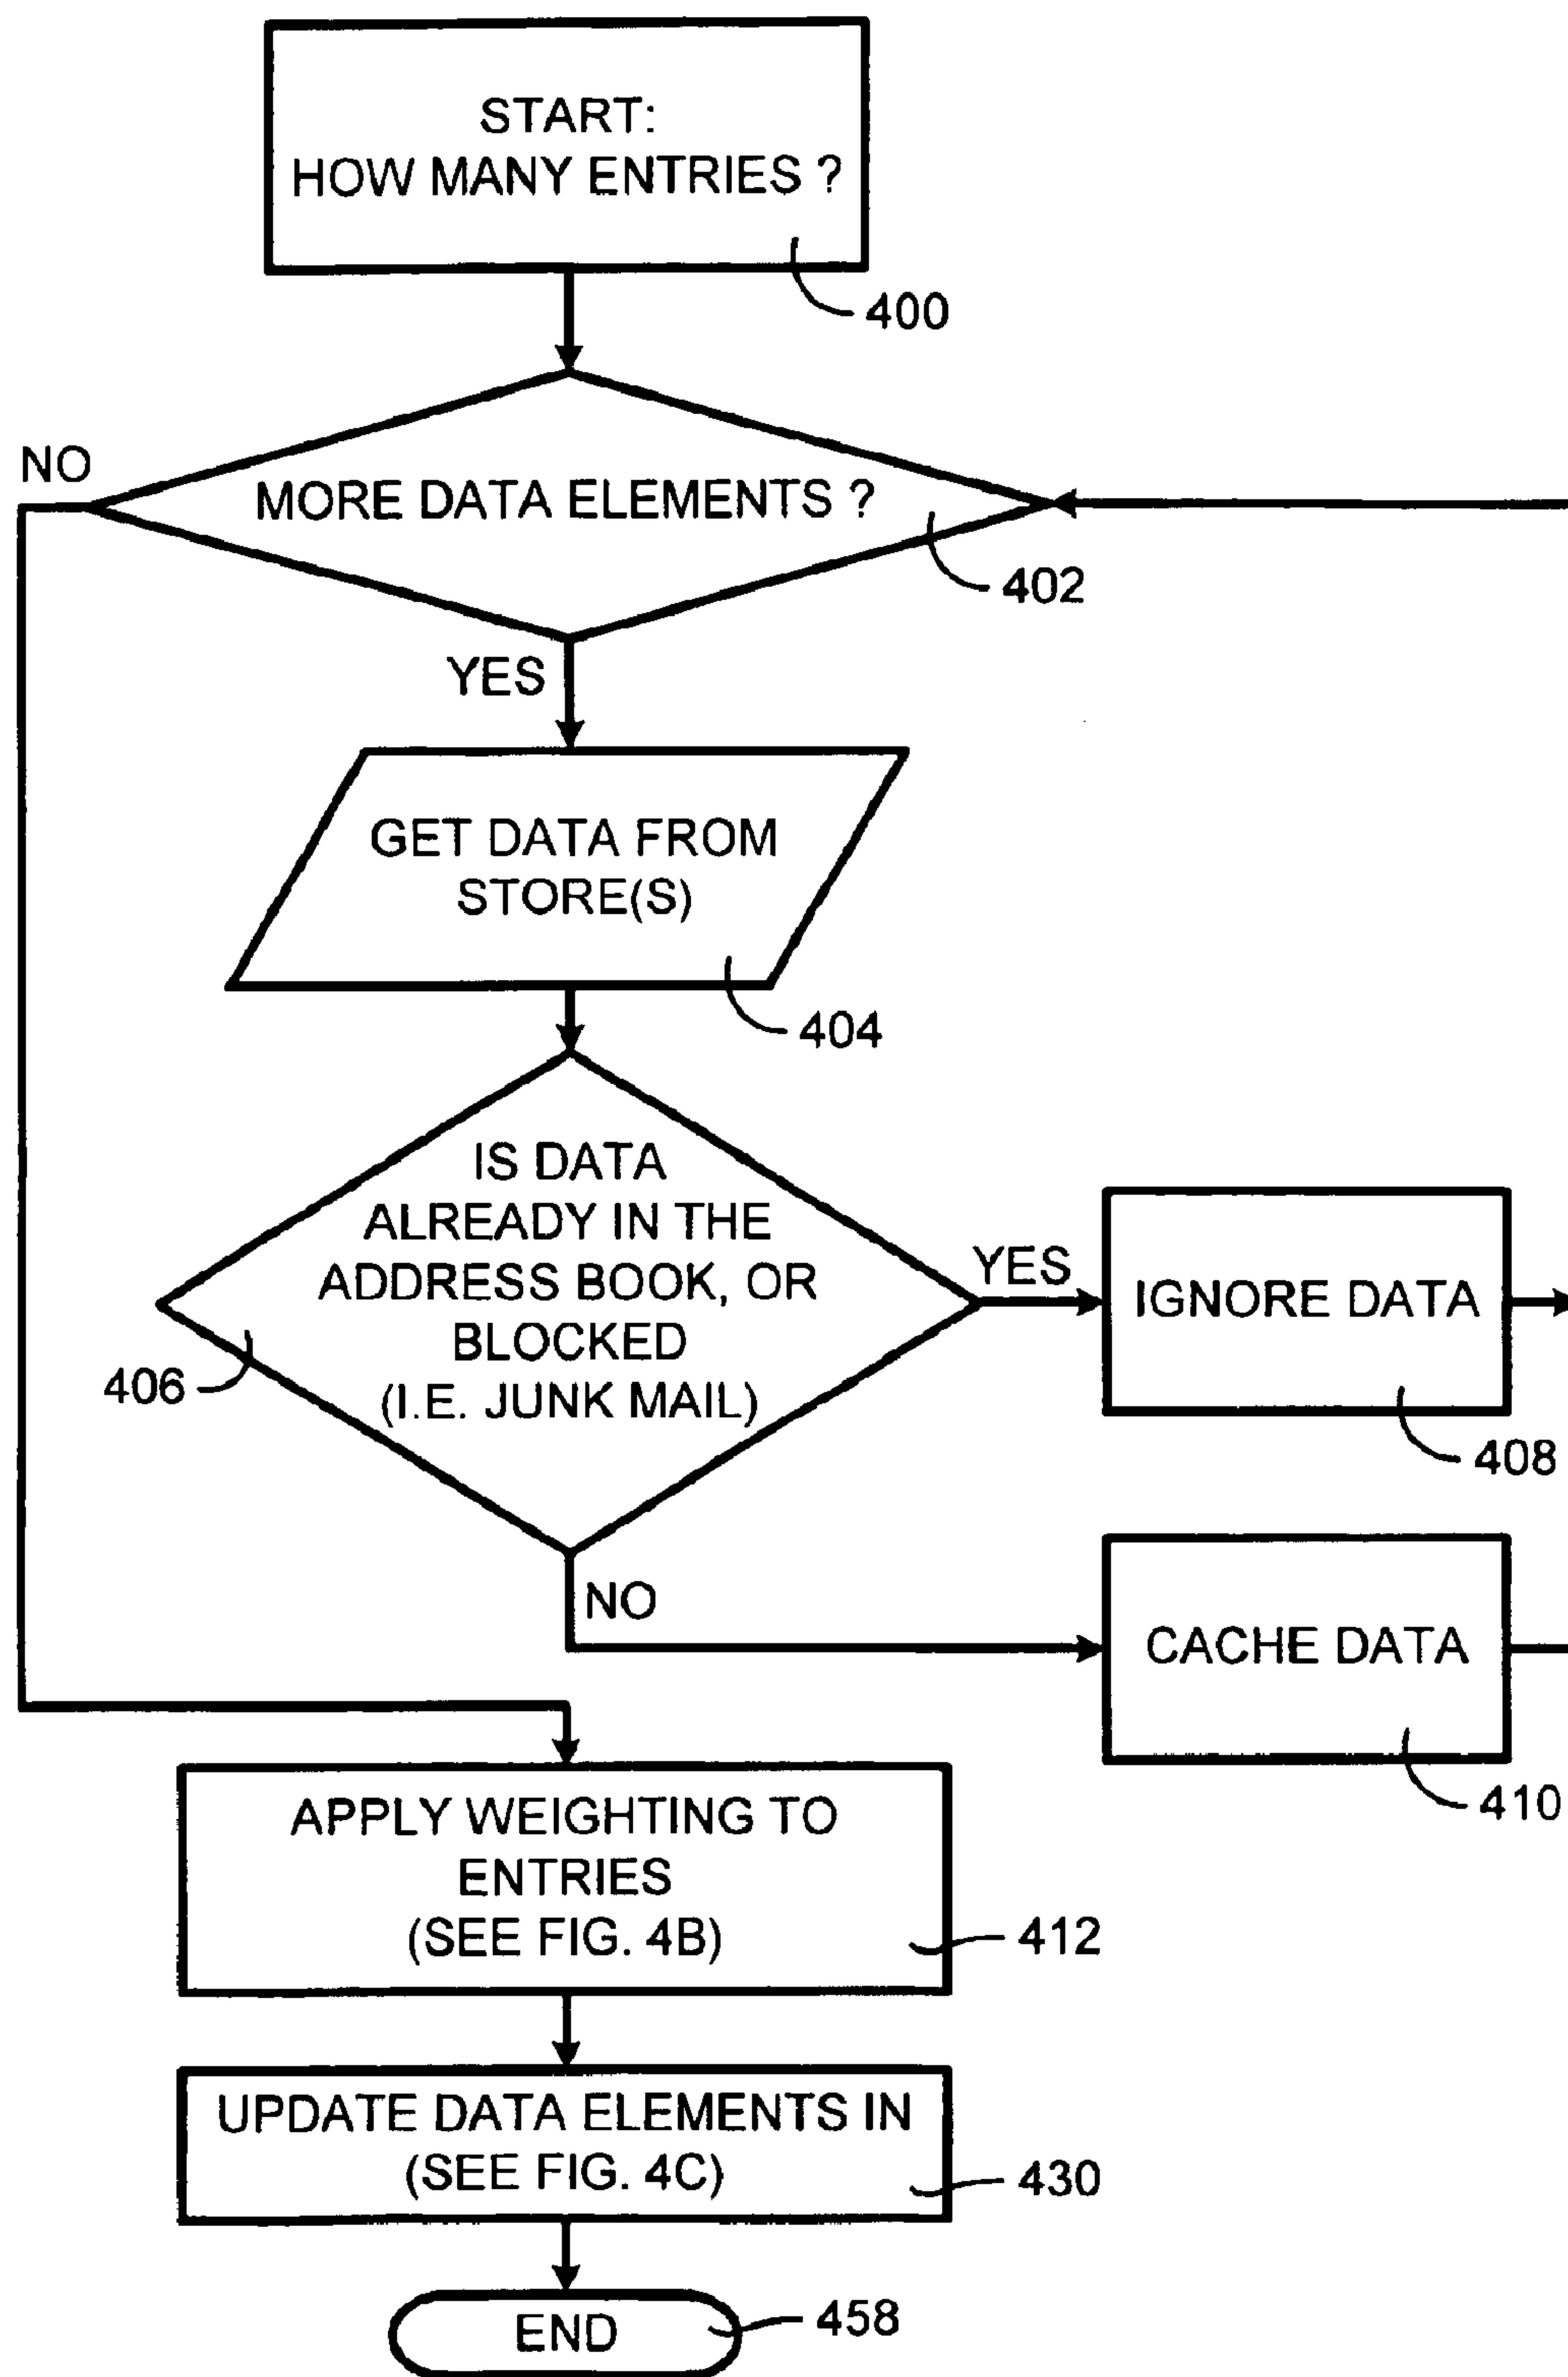 START:
HOW MANY ENTRIES ?
400
NO
MORE DATA ELEMENTS ?
402
YES
GET DATA FROM
STORE(S)
404
IS DATA
ALREADY IN THE
ADDRESS BOOK, OR
BLOCKED
(I.E. JUNK MAIL)
406
YES
IGNORE DATA
408
NO
CACHE DATA
410
APPLY WEIGHTING TO
ENTRIES
(SEE FIG. 4B)
412
UPDATE DATA ELEMENTS IN
(SEE FIG. 4C)
430
END
458